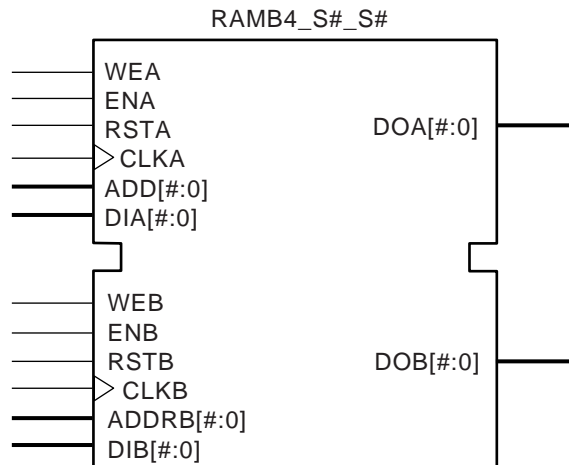 RAMB4_S#_S#
WEA
ENA
RSTA
DOA[#:0]
CLKA
ADD[#:0]
DIA[#:0]
WEB
ENB
RSTB
DOB[#:0]
CLKB
ADDRB[#:0]
DIB[#:0]